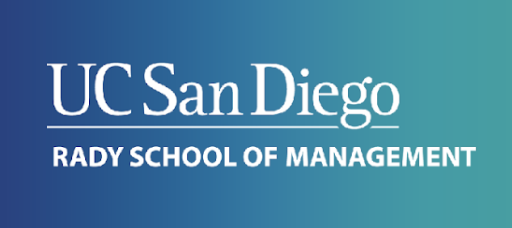 UC San Diego
RADY SCHOOL OF MANAGEMENT